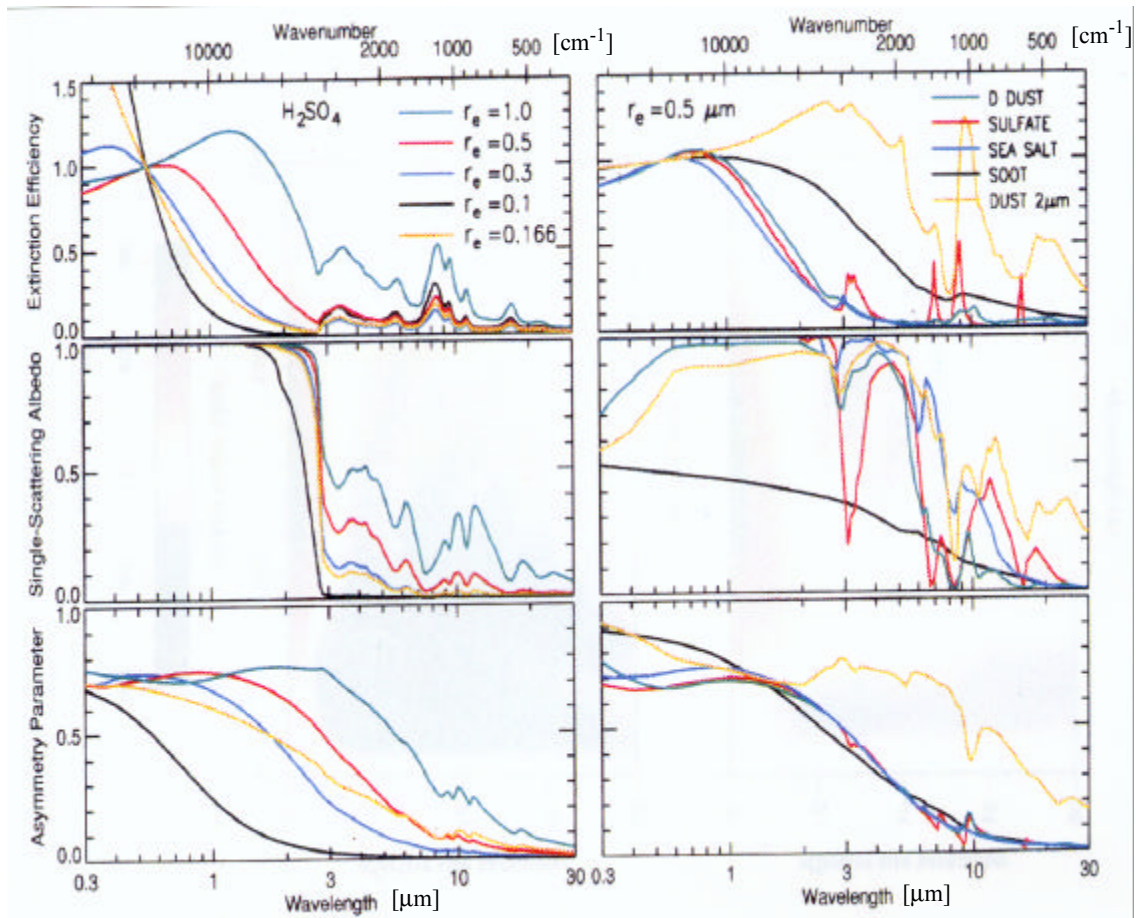 Wavenumber
10000 2000 1000 500 [cm-1]
Extinction Efficiency
1.5
1.0
0.5
0.0
H2SO4
re = 1.0
re = 0.5
re = 0.3
re = 0.1
re = 0.166
Single-Scattering Albedo
1.0
0.5
0.0
Asymmetry Parameter
1.0
0.5
0.0
0.3 1 3 10 30
Wavelength [μm]
Wavenumber
10000 2000 1000 500 [cm-1]
re = 0.5 μm
D DUST
SULFATE
SEA SALT
SOOT
DUST 2μm
0.3 1 3 10 30
Wavelength [μm]